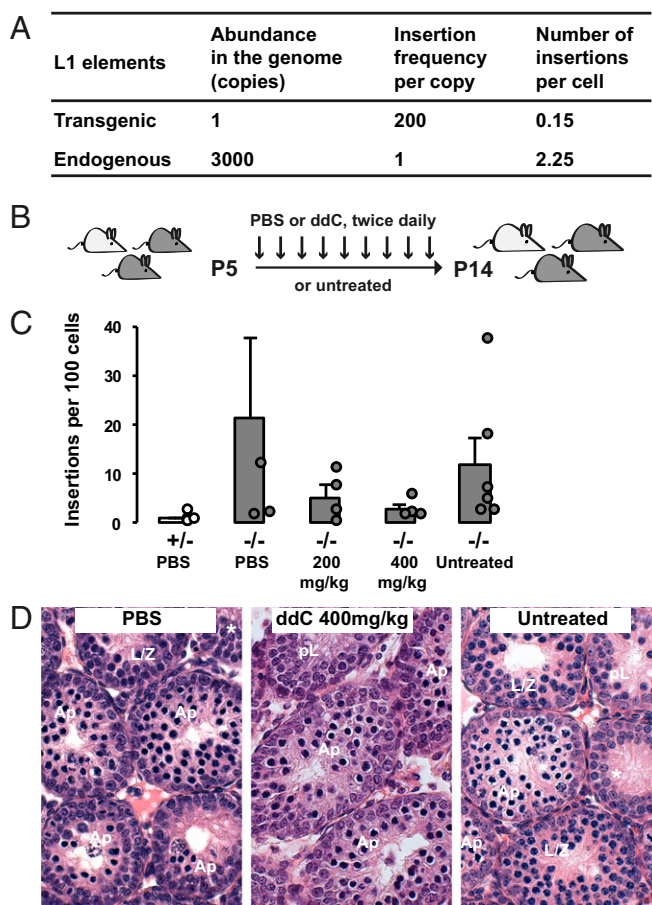 A
L1 elements
Abundance
in the genome
(copies)
Insertion
frequency
per copy
Number of
insertions
per cell
Transgenic 1 200 0.15
Endogenous 3000 1 2.25
B
PBS or ddC, twice daily
P5
P14
or untreated
C
Insertions per 100 cells
40
30
20
10
0
+/- -/- -/- -/- -/-
PBS PBS 200 400 Untreated
mg/kg mg/kg
D
PBS
*
L/Z
Ap
Ap
Ap
Ap
ddC 400mg/kg
pL
Ap
Ap
Ap
Untreated
L/Z
pL
Ap
*
Ap
L/Z